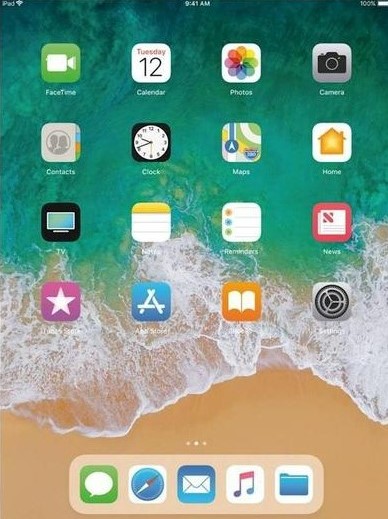 iPad 9:41 AM 100%
Tuesday
12
FaceTime Calendar Photos Camera
Contacts Clock Maps Home
TV Notes Reminders News
iTunes Store App Store iBooks Settings